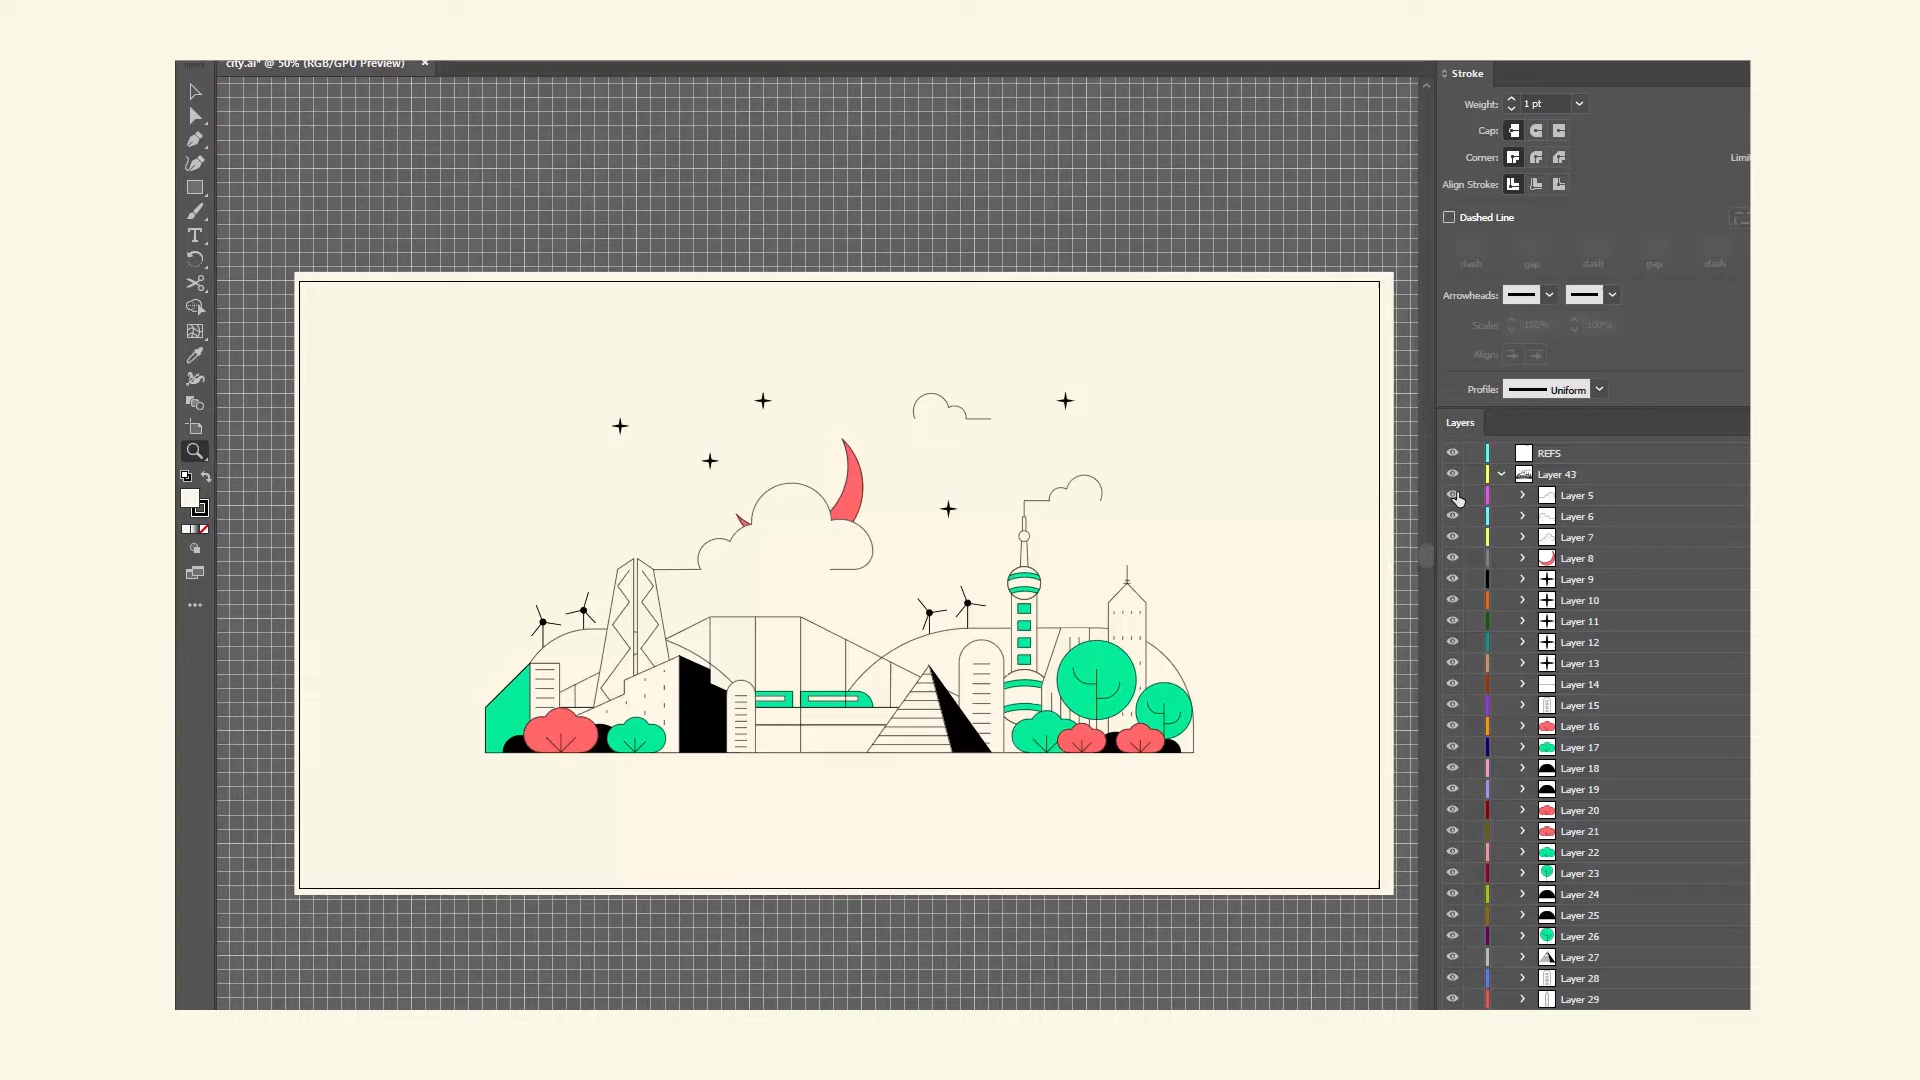 city.ai* @ 50% (RGB/GPU Preview) ×
Stroke
Weight: 1 pt
Cap:
Corner:
Limi
Align Stroke:
Dashed Line
dash gap dash gap dash
Arrowheads:
Scale: 100% 100%
Align:
Profile: Uniform
Layers
REFS
Layer 43
Layer 5
Layer 6
Layer 7
Layer 8
Layer 9
Layer 10
Layer 11
Layer 12
Layer 13
Layer 14
Layer 15
Layer 16
Layer 17
Layer 18
Layer 19
Layer 20
Layer 21
Layer 22
Layer 23
Layer 24
Layer 25
Layer 26
Layer 27
Layer 28
Layer 29